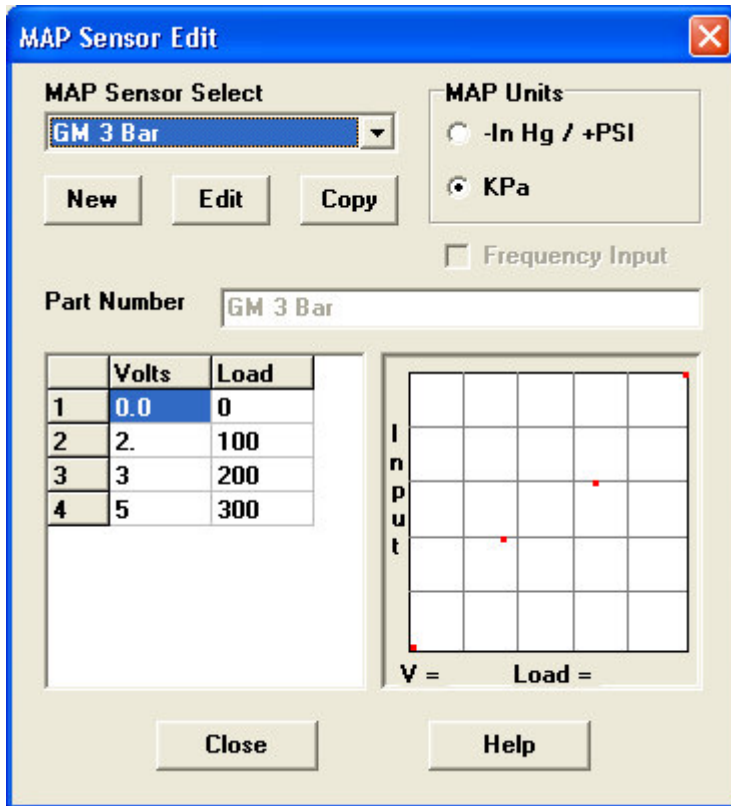 MAP Sensor Edit
MAP Sensor Select
GM 3 Bar
New Edit Copy
MAP Units
-In Hg / +PSI
KPa
Frequency Input
Part Number GM 3 Bar
Volts Load
1 0.0 0
2 2. 100
3 3 200
4 5 300
Input
V = Load =
Close Help